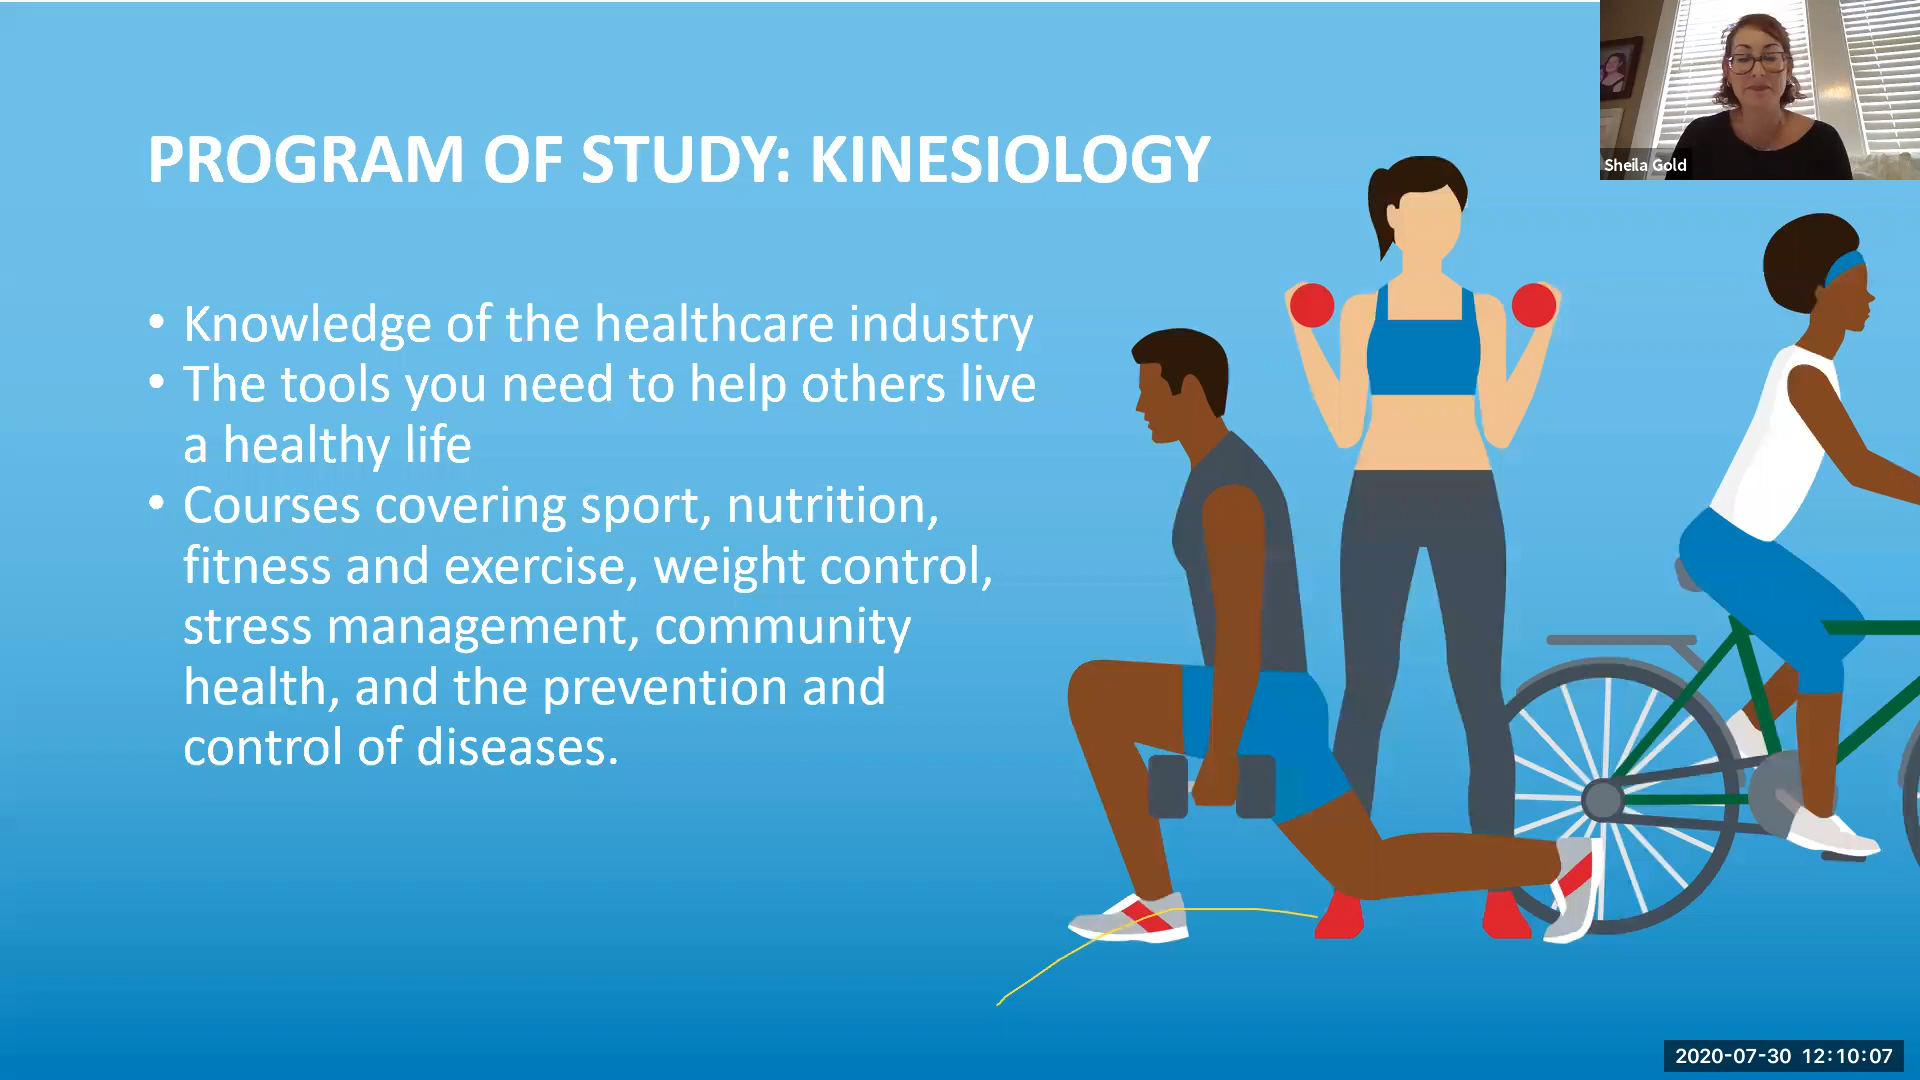 PROGRAM OF STUDY: KINESIOLOGY
• Knowledge of the healthcare industry
• The tools you need to help others live
a healthy life
• Courses covering sport, nutrition,
fitness and exercise, weight control,
stress management, community
health, and the prevention and
control of diseases.
Sheila Gold
2020-07-30 12:10:07